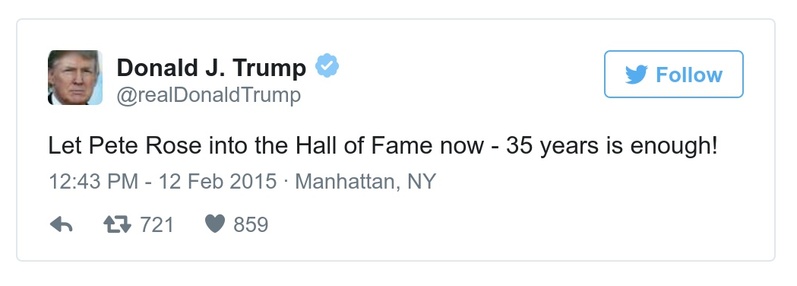 Donald J. Trump
@realDonaldTrump
Follow
Let Pete Rose into the Hall of Fame now - 35 years is enough!
12:43 PM - 12 Feb 2015 · Manhattan, NY
721 859